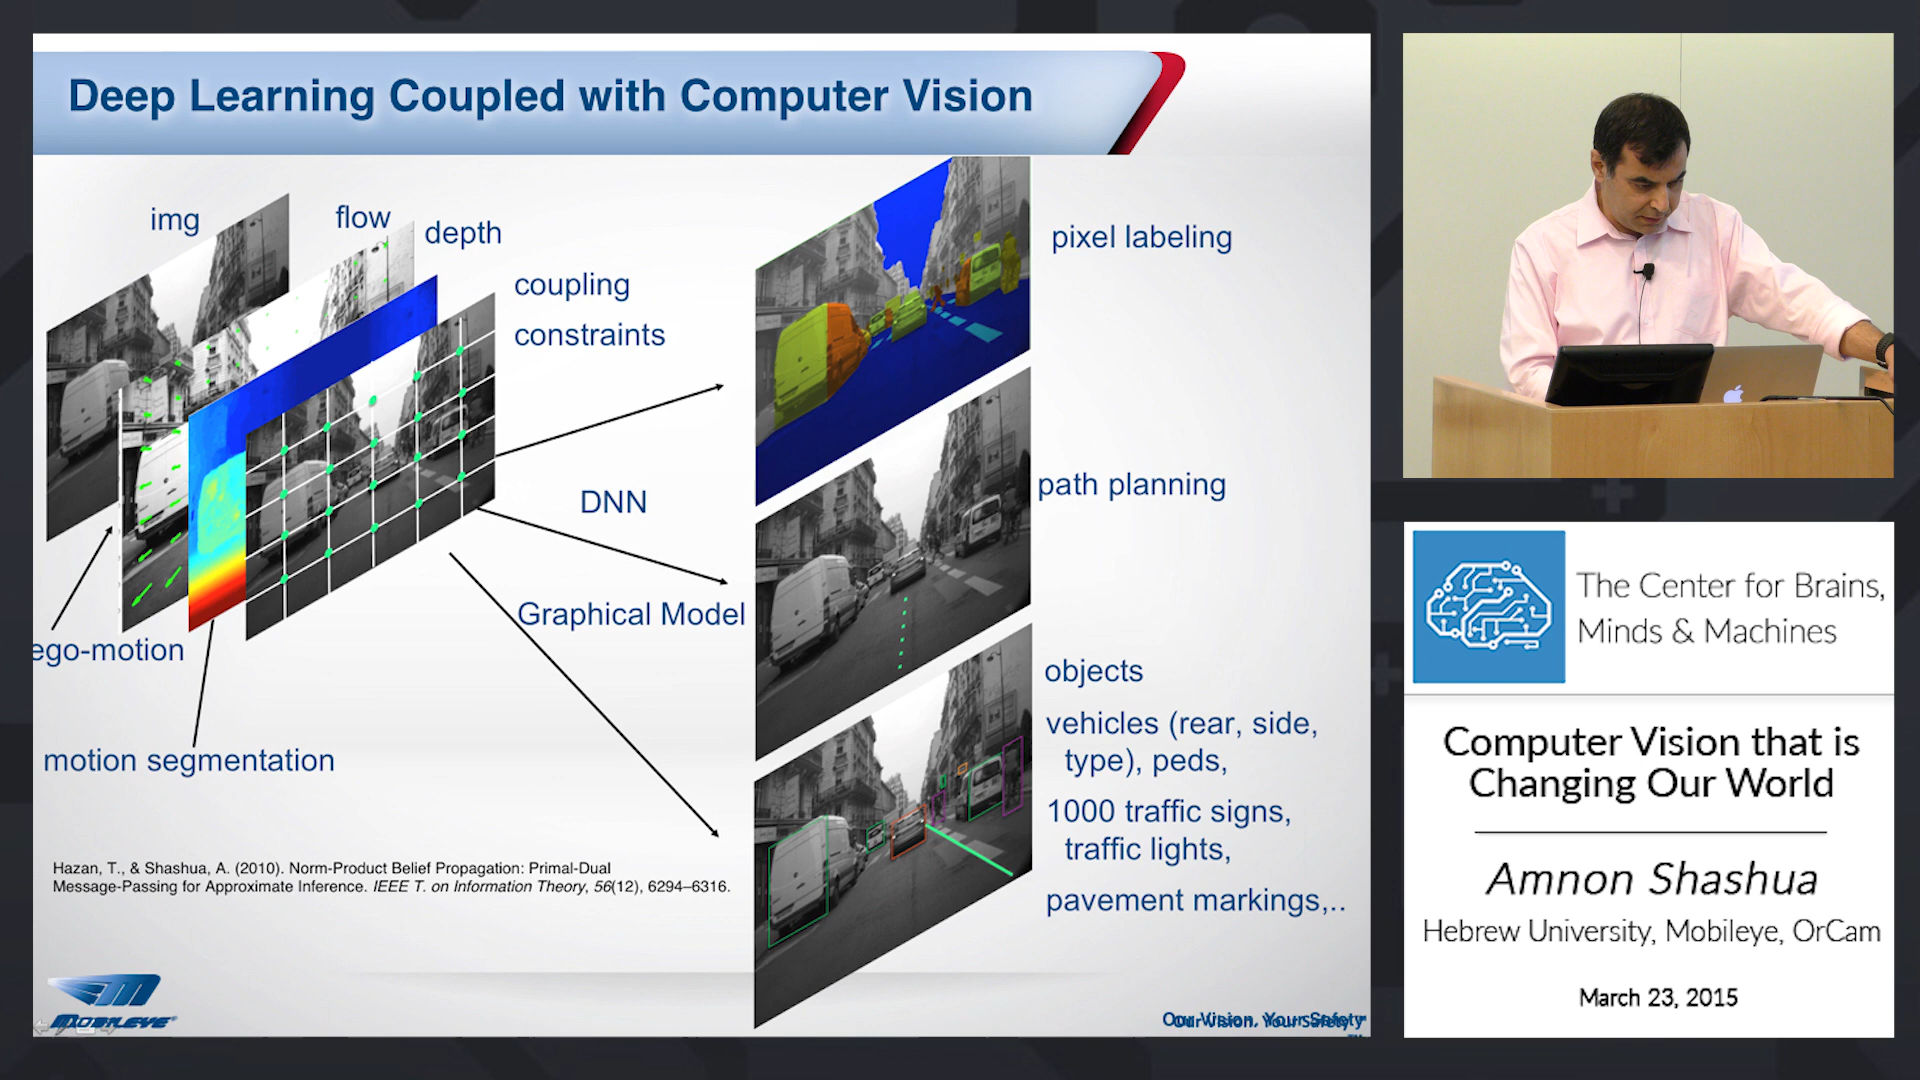 Deep Learning Coupled with Computer Vision
img
flow
depth
coupling
constraints
DNN
Graphical Model
ego-motion
motion segmentation
pixel labeling
path planning
objects
vehicles (rear, side,
type), peds,
1000 traffic signs,
traffic lights,
pavement markings,..
Hazan, T., & Shashua, A. (2010). Norm-Product Belief Propagation: Primal-Dual
Message-Passing for Approximate Inference. IEEE T. on Information Theory, 56(12), 6294–6316.
MOBILEYE
Our Vision. Your Safety
The Center for Brains,
Minds & Machines
Computer Vision that is
Changing Our World
Amnon Shashua
Hebrew University, Mobileye, OrCam
March 23, 2015